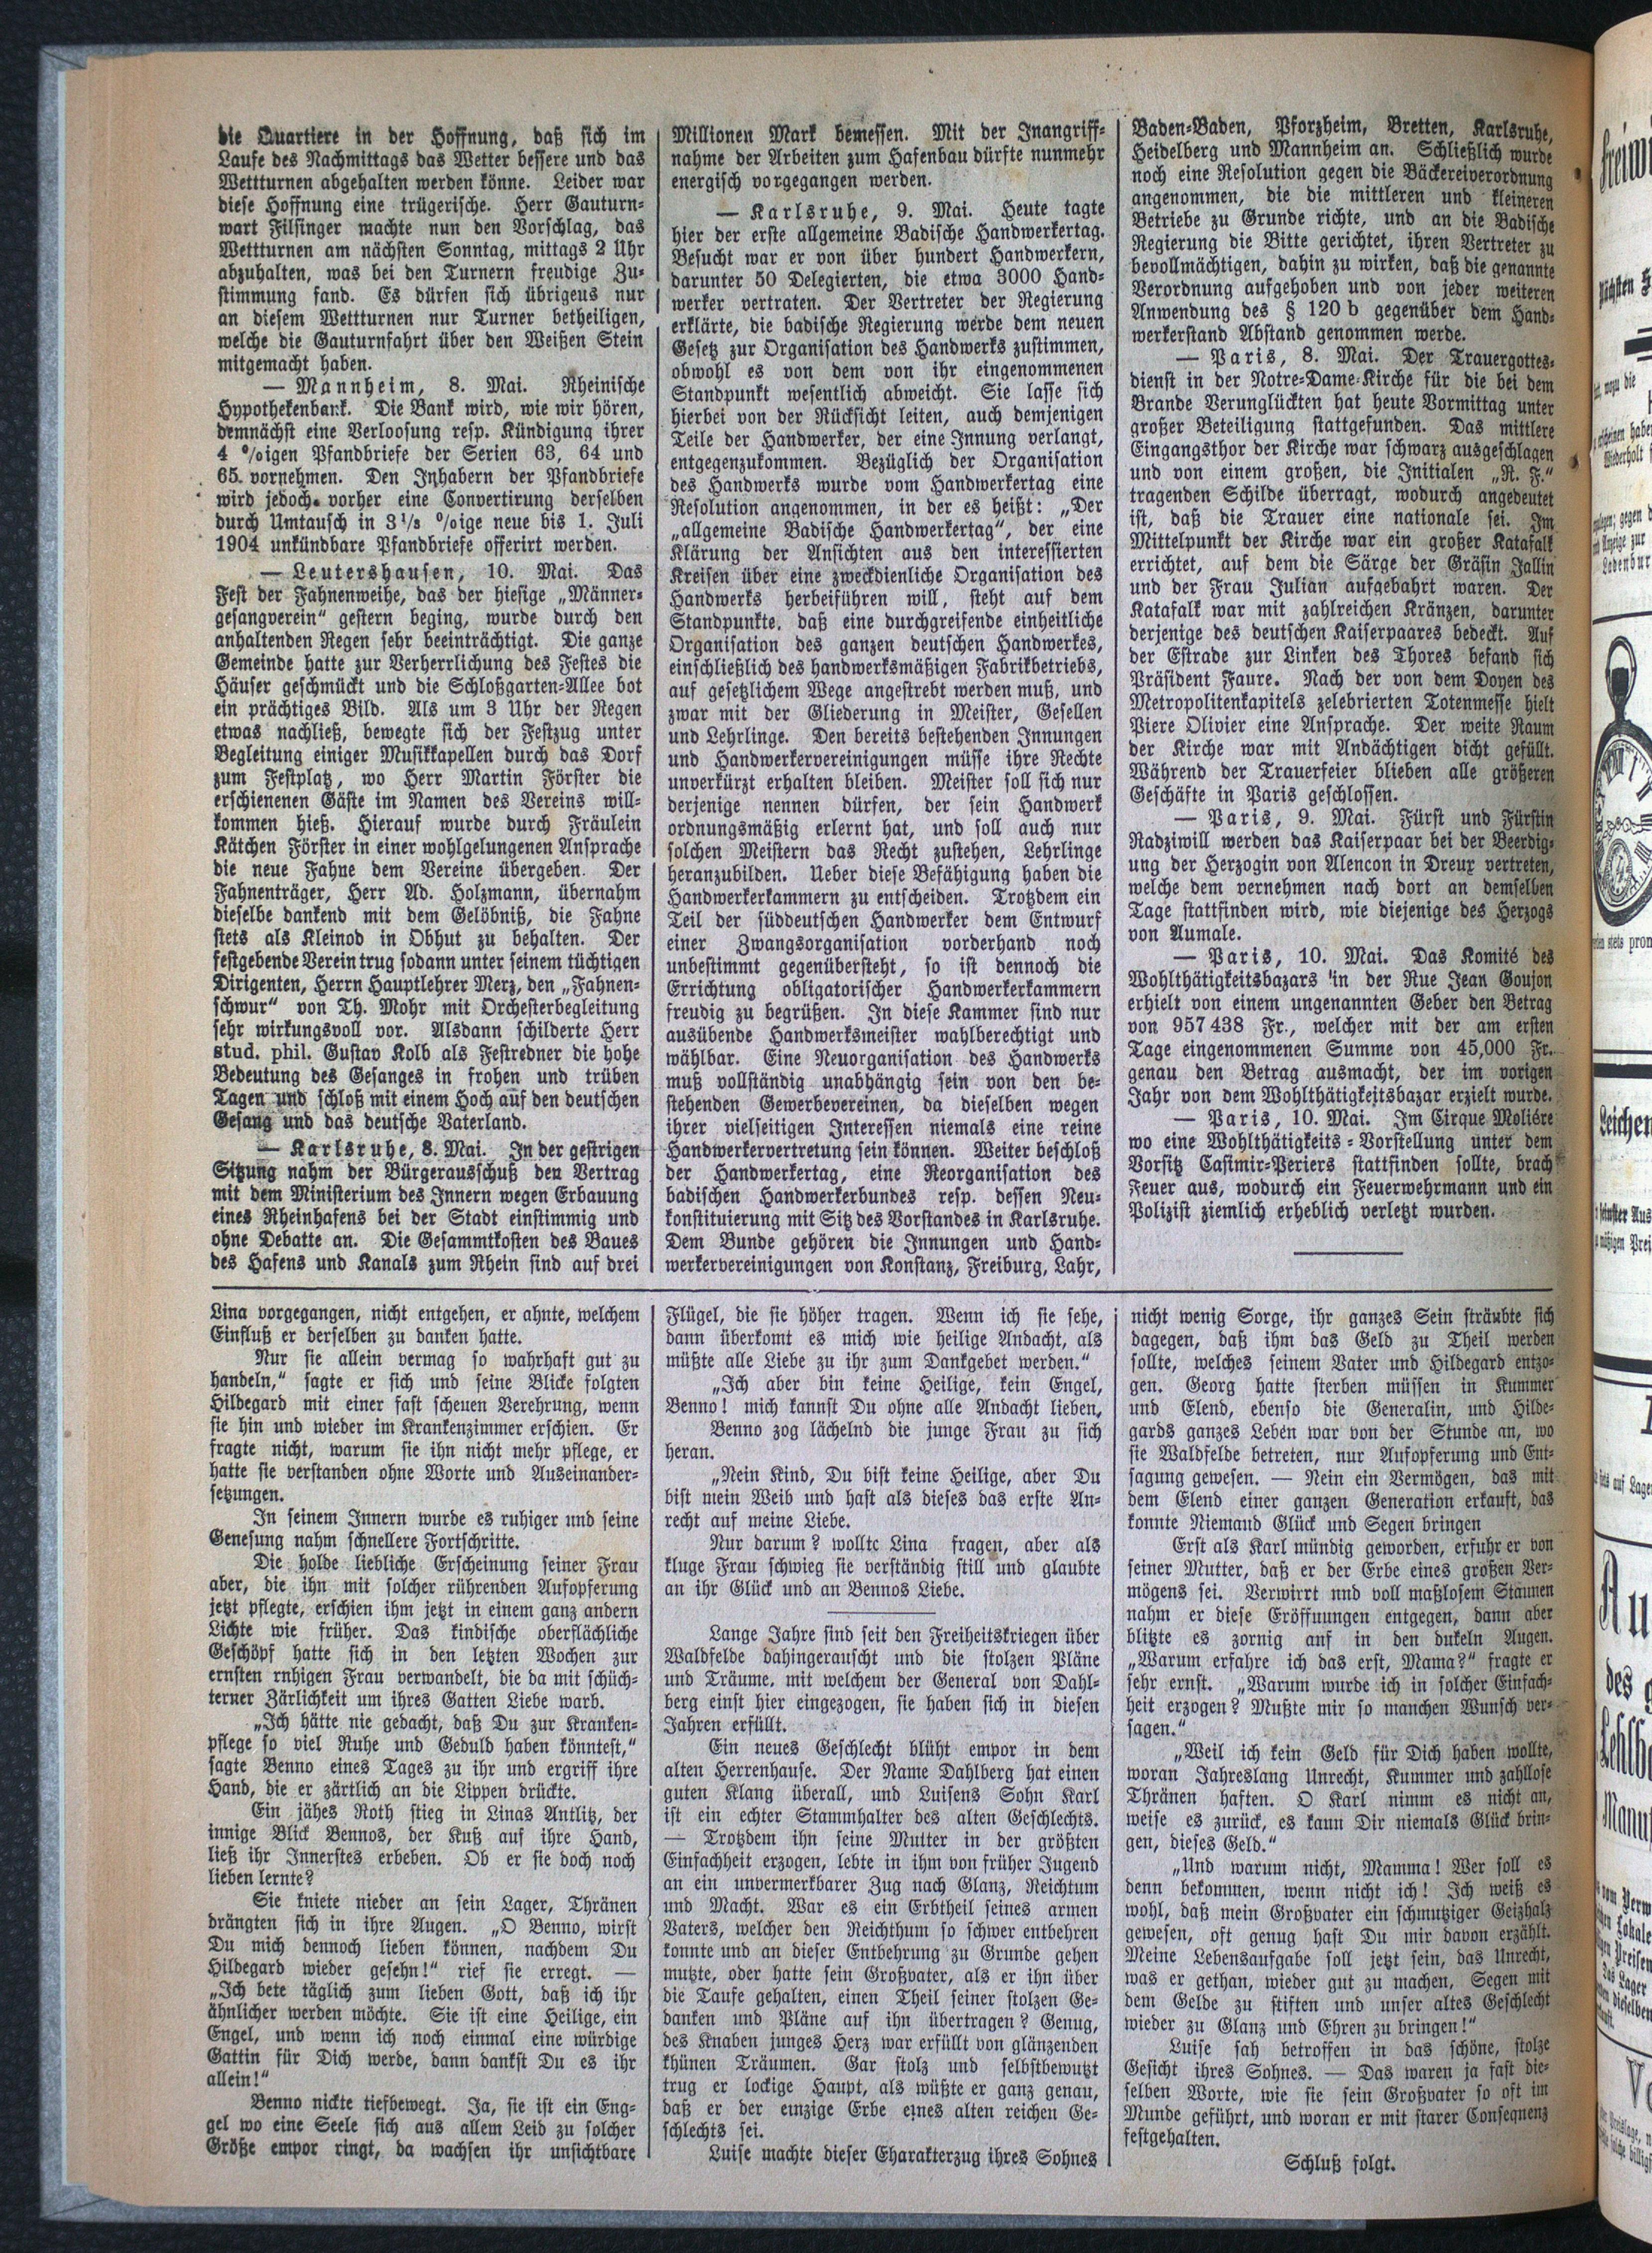 die Quartiere in der Hoffnung, daß sich im
Laufe des Nachmittags das Wetter bessere und das
Wettturnen abgehalten werden könne. Leider war
diese Hoffnung eine trügerische. Herr Gauturn-
wart Filsinger machte nun den Vorschlag, das
Wettturnen am nächsten Sonntag, mittags 2 Uhr
abzuhalten, was bei den Turnern freudige Zu-
stimmung fand. Es dürfen sich übrigeus nur
an diesem Wettturnen nur Turner betheiligen,
welche die Gauturnfahrt über den Weißen Stein
mitgemacht haben.
— Mannheim, 8. Mai. Rheinische
Hypothekenbank. Die Bank wird, wie wir hören,
demnächst eine Verloosung resp. Kündigung ihrer
4 %igen Pfandbriefe der Serien 63, 64 und
65. vornehmen. Den Inhabern der Pfandbriefe
wird jedoch vorher eine Convertirung derselben
durch Umtausch in 3½ %ige neue bis 1. Juli
1904 unkündbare Pfandbriefe offerirt werden.
— Leutershausen, 10. Mai. Das
Fest der Fahnenweihe, das der hiesige „Männer-
gesangverein“ gestern beging, wurde durch den
anhaltenden Regen sehr beeinträchtigt. Die ganze
Gemeinde hatte zur Verherrlichung des Festes die
Häuser geschmückt und die Schloßgarten-Allee bot
ein prächtiges Bild. Als um 3 Uhr der Regen
etwas nachließ, bewegte sich der Festzug unter
Begleitung einiger Musikkapellen durch das Dorf
zum Festplatz, wo Herr Martin Förster die
erschienenen Gäste im Namen des Vereins will-
kommen hieß. Hierauf wurde durch Fräulein
Kätchen Förster in einer wohlgelungenen Ansprache
die neue Fahne dem Vereine übergeben. Der
Fahnenträger, Herr Ad. Holzmann, übernahm
dieselbe dankend mit dem Gelöbniß, die Fahne
stets als Kleinod in Obhut zu behalten. Der
festgebende Verein trug sodann unter seinem tüchtigen
Dirigenten, Herrn Hauptlehrer Merz, den „Fahnen-
schwur“ von Th. Mohr mit Orchesterbegleitung
sehr wirkungsvoll vor. Alsdann schilderte Herr
stud. phil. Gustav Kolb als Festredner die hohe
Bedeutung des Gesanges in frohen und trüben
Tagen und schloß mit einem Hoch auf den deutschen
Gesang und das deutsche Vaterland.
— Karlsruhe, 8. Mai. In der gestrigen
Sitzung nahm der Bürgerausschuß den Vertrag
mit dem Ministerium des Innern wegen Erbauung
eines Rheinhafens bei der Stadt einstimmig und
ohne Debatte an. Die Gesammtkosten des Baues
des Hafens und Kanals zum Rhein sind auf drei
Millionen Mark bemessen. Mit der Inangriff-
nahme der Arbeiten zum Hafenbau dürfte nunmehr
energisch vorgegangen werden.
— Karlsruhe, 9. Mai. Heute tagte
hier der erste allgemeine Badische Handwerkertag.
Besucht war er von über hundert Handwerkern,
darunter 50 Delegierten, die etwa 3000 Hand-
werker vertraten. Der Vertreter der Regierung
erklärte, die badische Regierung werde dem neuen
Gesetz zur Organisation des Handwerks zustimmen,
obwohl es von dem von ihr eingenommenen
Standpunkt wesentlich abweicht. Sie lasse sich
hierbei von der Rücksicht leiten, auch demjenigen
Teile der Handwerker, der eine Innung verlangt,
entgegenzukommen. Bezüglich der Organisation
des Handwerks wurde vom Handwerkertag eine
Resolution angenommen, in der es heißt: „Der
„allgemeine Badische Handwerkertag“, der eine
Klärung der Ansichten aus den interessierten
Kreisen über eine zweckdienliche Organisation des
Handwerks herbeiführen will, steht auf dem
Standpunkte, daß eine durchgreifende einheitliche
Organisation des ganzen deutschen Handwerkes,
einschließlich des handwerksmäßigen Fabrikbetriebs,
auf gesetzlichem Wege angestrebt werden muß, und
zwar mit der Gliederung in Meister, Gesellen
und Lehrlinge. Den bereits bestehenden Innungen
und Handwerkervereinigungen müsse ihre Rechte
unverkürzt erhalten bleiben. Meister soll sich nur
derjenige nennen dürfen, der sein Handwerk
ordnungsmäßig erlernt hat, und soll auch nur
solchen Meistern das Recht zustehen, Lehrlinge
heranzubilden. Ueber diese Befähigung haben die
Handwerkerkammern zu entscheiden. Trotzdem ein
Teil der süddeutschen Handwerker dem Entwurf
einer Zwangsorganisation vorderhand noch
unbestimmt gegenübersteht, so ist dennoch die
Errichtung obligatorischer Handwerkerkammern
freudig zu begrüßen. In diese Kammer sind nur
ausübende Handwerksmeister wahlberechtigt und
wählbar. Eine Neuorganisation des Handwerks
muß vollständig unabhängig sein von den be-
stehenden Gewerbevereinen, da dieselben wegen
ihrer vielseitigen Interessen niemals eine reine
Handwerkervertretung sein können. Weiter beschloß
der Handwerkertag, eine Reorganisation des
badischen Handwerkerbundes resp. dessen Neu-
konstituierung mit Sitz des Vorstandes in Karlsruhe.
Dem Bunde gehören die Innungen und Hand-
werkervereinigungen von Konstanz, Freiburg, Lahr,
Baden-Baden, Pforzheim, Bretten, Karlsruhe,
Heidelberg und Mannheim an. Schließlich wurde
noch eine Resolution gegen die Bäckereiverordnung
angenommen, die die mittleren und kleineren
Betriebe zu Grunde richte, und an die Badische
Regierung die Bitte gerichtet, ihren Vertreter zu
bevollmächtigen, dahin zu wirken, daß die genannte
Verordnung aufgehoben und von jeder weiteren
Anwendung des § 120 b gegenüber dem Hand-
werkerstand Abstand genommen werde.
— Paris, 8. Mai. Der Trauergottes-
dienst in der Notre-Dame-Kirche für die bei dem
Brande Verunglückten hat heute Vormittag unter
großer Beteiligung stattgefunden. Das mittlere
Eingangsthor der Kirche war schwarz ausgeschlagen
und von einem großen, die Initialen „R. F.“
tragenden Schilde überragt, wodurch angedeutet
ist, daß die Trauer eine nationale sei. Im
Mittelpunkt der Kirche war ein großer Katafalk
errichtet, auf dem die Särge der Gräfin Jallin
und der Frau Julian aufgebahrt waren. Der
Katafalk war mit zahlreichen Kränzen, darunter
derjenige des deutschen Kaiserpaares bedeckt. Auf
der Estrade zur Linken des Thores befand sich
Präsident Faure. Nach der von dem Doyen des
Metropolitenkapitels zelebrierten Totenmesse hielt
Piere Olivier eine Ansprache. Der weite Raum
der Kirche war mit Andächtigen dicht gefüllt.
Während der Trauerfeier blieben alle größeren
Geschäfte in Paris geschlossen.
— Paris, 9. Mai. Fürst und Fürstin
Radziwill werden das Kaiserpaar bei der Beerdig-
ung der Herzogin von Alencon in Dreux vertreten,
welche dem vernehmen nach dort an demselben
Tage stattfinden wird, wie diejenige des Herzogs
von Aumale.
— Paris, 10. Mai. Das Komité des
Wohlthätigkeitsbazars in der Rue Jean Goujon
erhielt von einem ungenannten Geber den Betrag
von 957 438 Fr., welcher mit der am ersten
Tage eingenommenen Summe von 45,000 Fr.
genau den Betrag ausmacht, der im vorigen
Jahr von dem Wohlthätigkeitsbazar erzielt wurde.
— Paris, 10. Mai. Im Cirque Molière
wo eine Wohlthätigkeits-Vorstellung unter dem
Vorsitz Casimir-Periers stattfinden sollte, brach
Feuer aus, wodurch ein Feuerwehrmann und ein
Polizist ziemlich erheblich verletzt wurden.
Lina vorgegangen, nicht entgehen, er ahnte, welchem
Einfluß er derselben zu danken hatte.
Nur sie allein vermag so wahrhaft gut zu
handeln,“ sagte er sich und seine Blicke folgten
Hildegard mit einer fast scheuen Verehrung, wenn
sie hin und wieder im Krankenzimmer erschien. Er
fragte nicht, warum sie ihn nicht mehr pflege, er
hatte sie verstanden ohne Worte und Auseinander-
setzungen.
In seinem Innern wurde es ruhiger und seine
Genesung nahm schnellere Fortschritte.
Die holde liebliche Erscheinung seiner Frau
aber, die ihn mit solcher rührenden Aufopferung
jetzt pflegte, erschien ihm jetzt in einem ganz andern
Lichte wie früher. Das kindische oberflächliche
Geschöpf hatte sich in den letzten Wochen zur
ernsten rnhigen Frau verwandelt, die da mit schüch-
terner Zärlichkeit um ihres Gatten Liebe warb.
„Ich hätte nie gedacht, daß Du zur Kranken-
pflege so viel Ruhe und Geduld haben könntest,“
sagte Benno eines Tages zu ihr und ergriff ihre
Hand, die er zärtlich an die Lippen drückte.
Ein jähes Roth stieg in Linas Antlitz, der
innige Blick Bennos, der Kuß auf ihre Hand,
ließ ihr Innerstes erbeben. Ob er sie doch noch
lieben lernte?
Sie kniete nieder an sein Lager, Thränen
drängten sich in ihre Augen. „O Benno, wirst
Du mich dennoch lieben können, nachdem Du
Hildegard wieder gesehn!“ rief sie erregt. —
„Ich bete täglich zum lieben Gott, daß ich ihr
ähnlicher werden möchte. Sie ist eine Heilige, ein
Engel, und wenn ich noch einmal eine würdige
Gattin für Dich werde, dann dankst Du es ihr
allein!“
Benno nickte tiefbewegt. Ja, sie ist ein Eng-
gel wo eine Seele sich aus allem Leid zu solcher
Größe empor ringt, da wachsen ihr unsichtbare
Flügel, die sie höher tragen. Wenn ich sie sehe,
dann überkomt es mich wie heilige Andacht, als
müßte alle Liebe zu ihr zum Dankgebet werden.“
„Ich aber bin keine Heilige, kein Engel,
Benno! mich kannst Du ohne alle Andacht lieben,
Benno zog lächelnd die junge Frau zu sich
heran.
„Nein Kind, Du bist keine Heilige, aber Du
bist mein Weib und hast als dieses das erste An-
recht auf meine Liebe.
Nur darum? wollte Lina fragen, aber als
kluge Frau schwieg sie verständig still und glaubte
an ihr Glück und an Bennos Liebe.
Lange Jahre sind seit den Freiheitskriegen über
Waldfelde dahingerauscht und die stolzen Pläne
und Träume, mit welchem der General von Dahl-
berg einst hier eingezogen, sie haben sich in diesen
Jahren erfüllt.
Ein neues Geschlecht blüht empor in dem
alten Herrenhause. Der Name Dahlberg hat einen
guten Klang überall, und Luisens Sohn Karl
ist ein echter Stammhalter des alten Geschlechts.
— Trotzdem ihn seine Mutter in der größten
Einfachheit erzogen, lebte in ihm von früher Jugend
an ein unvermerkbarer Zug nach Glanz, Reichtum
und Macht. War es ein Erbtheil seines armen
Vaters, welcher den Reichthum so schwer entbehren
konnte und an dieser Entbehrung zu Grunde gehen
mutzte, oder hatte sein Großvater, als er ihn über
die Taufe gehalten, einen Theil seiner stolzen Ge-
danken und Pläne auf ihn übertragen? Genug,
des Knaben junges Herz war erfüllt von glänzenden
khünen Träumen. Gar stolz und selbstbewutzt
trug er lockige Haupt, als wüßte er ganz genau,
daß er der einzige Erbe eines alten reichen Ge-
schlechts sei.
Luise machte dieser Charakterzug ihres Sohnes
nicht wenig Sorge, ihr ganzes Sein sträubte sich
dagegen, daß ihm das Geld zu Theil werden
sollte, welches seinem Vater und Hildegard entzo-
gen. Georg hatte sterben müssen in Kummer
und Elend, ebenso die Generalin, und Hilde-
gards ganzes Leben war von der Stunde an, wo
sie Waldfelde betreten, nur Aufopferung und Ent-
sagung gewesen. — Nein ein Vermögen, das mit
dem Elend einer ganzen Generation erkauft, das
konnte Niemand Glück und Segen bringen
Erst als Karl mündig geworden, erfuhr er von
seiner Mutter, daß er der Erbe eines großen Ver-
mögens sei. Verwirrt nnd voll maßlosem Staunen
nahm er diese Eröffnungen entgegen, dann aber
blitzte es zornig auf in den dukeln Augen.
„Warum erfahre ich das erst, Mama?“ fragte er
sehr ernst. „Warum wurde ich in solcher Einfach-
heit erzogen? Mußte mir so manchen Wunsch ver-
sagen.“
„Weil ich kein Geld für Dich haben wollte,
woran Jahreslang Unrecht, Kummer und zahllose
Thränen haften. O Karl nimm es nicht an,
weise es zurück, es kann Dir niemals Glück brin-
gen, dieses Geld.“
„Und warum nicht, Mamma! Wer soll es
denn bekommen, wenn nicht ich! Ich weiß es
wohl, daß mein Großvater ein schmutziger Geizhalz
gewesen, oft genug hast Du mir davon erzählt.
Meine Lebensaufgabe soll jetzt sein, das Unrecht,
was er gethan, wieder gut zu machen, Segen mit
dem Gelde zu stiften und unser altes Geschlecht
wieder zu Glanz und Ehren zu bringen!“
Luise sah betroffen in das schöne, stolze
Gesicht ihres Sohnes. — Das waren ja fast die-
selben Worte, wie sie sein Großvater so oft im
Munde geführt, und woran er mit starer Consequenz
festgehalten.
Schluß folgt.